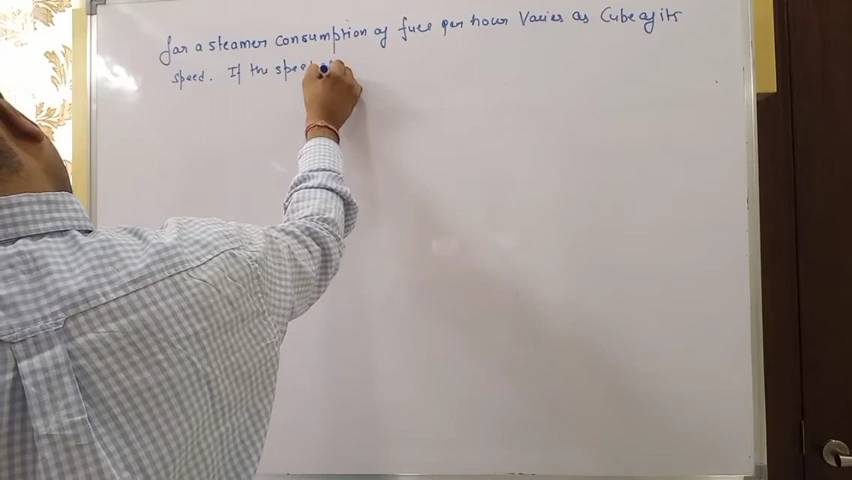 for a steamer consumption of fuel per hour varies as cube of its
speed. If the speed